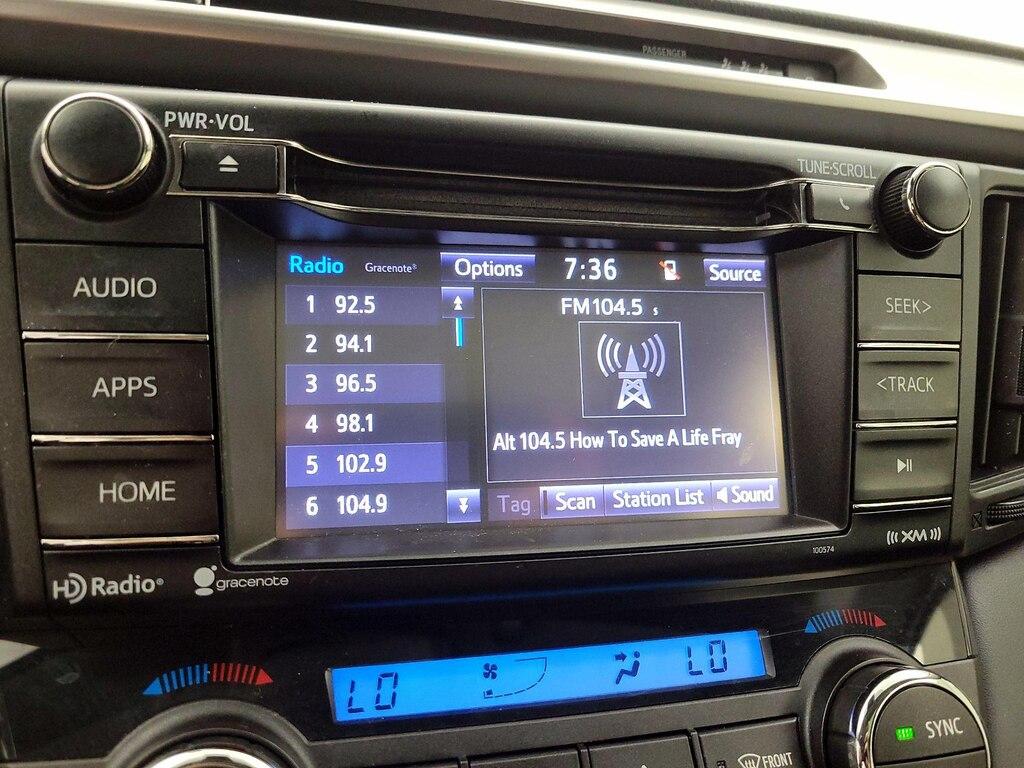 PASSENGER
PWR·VOL
TUNE·SCROLL
AUDIO
APPS
HOME
Radio Gracenote® Options 7:36 Source
1 92.5
2 94.1
3 96.5
4 98.1
5 102.9
6 104.9
FM104.5 s
Alt 104.5 How To Save A Life Fray
Tag Scan Station List Sound
SEEK>
<TRACK
((( XM )))
100574
HD Radio®
gracenote
LO LO
SYNC
FRONT